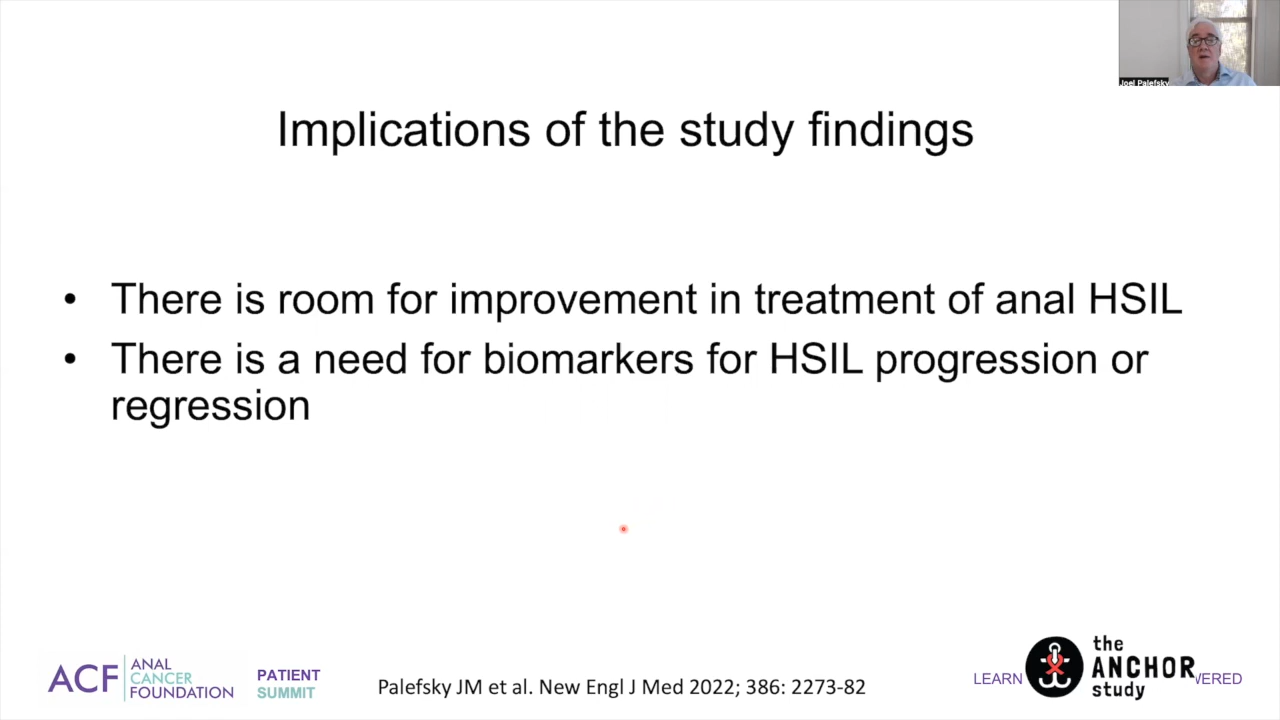 Joel Palefsky
Implications of the study findings
• There is room for improvement in treatment of anal HSIL
• There is a need for biomarkers for HSIL progression or
regression
ACF
ANAL
CANCER
FOUNDATION
PATIENT
SUMMIT
Palefsky JM et al. New Engl J Med 2022; 386: 2273-82
LEARN
the
ANCHOR
study